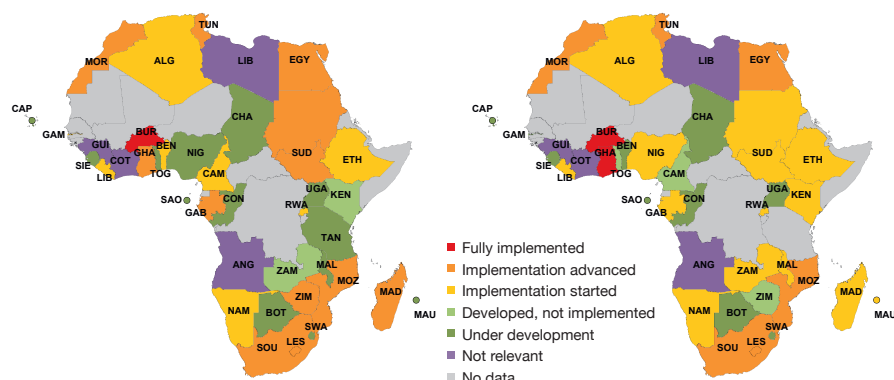 TUN
MOR
ALG
LIB
EGY
CAP
CHA
GAM
BUR
GUI
BEN
GHA
NIG
SUD
COT
ETH
SIE
TOG
LIB
CAM
UGA
SAO
CON
KEN
GAB
RWA
TAN
ANG
MAL
ZAM
MOZ
ZIM
MAD
NAM
BOT
MAU
SWA
SOU
LES
Fully implemented
Implementation advanced
Implementation started
Developed, not implemented
Under development
Not relevant
No data
TUN
MOR
ALG
LIB
EGY
CAP
CHA
GAM
BUR
GUI
BEN
GHA
NIG
SUD
COT
ETH
SIE
TOG
LIB
CAM
UGA
SAO
CON
KEN
GAB
RWA
ANG
MAL
ZAM
MOZ
ZIM
MAD
NAM
BOT
MAU
SWA
SOU
LES